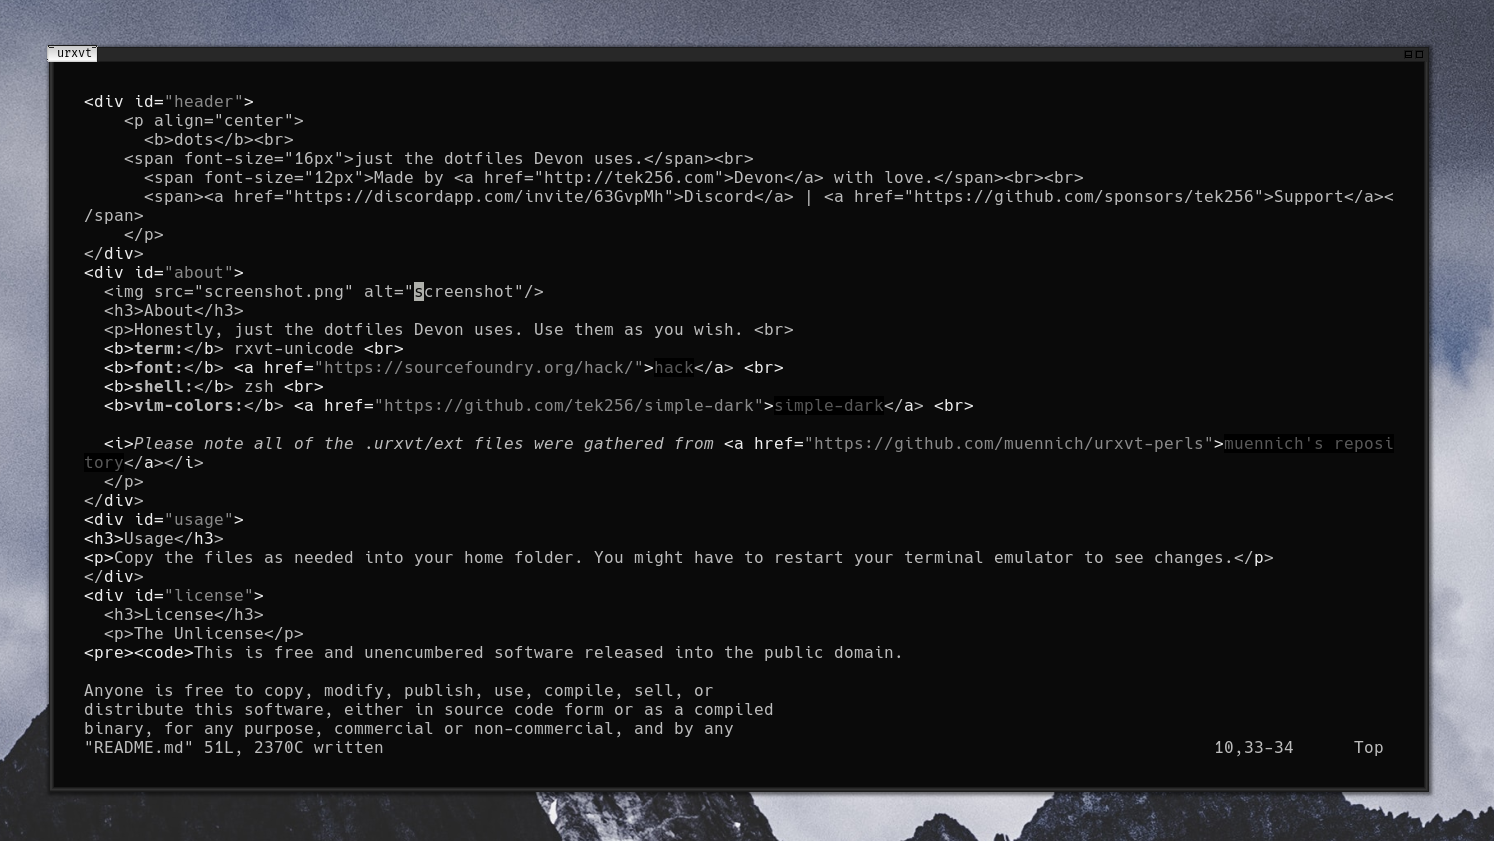 urxvt
<div id="header">
    <p align="center">
      <b>dots</b><br>
    <span font-size="16px">just the dotfiles Devon uses.</span><br>
      <span font-size="12px">Made by <a href="http://tek256.com">Devon</a> with love.</span><br><br>
      <span><a href="https://discordapp.com/invite/63GvpMh">Discord</a> | <a href="https://github.com/sponsors/tek256">Support</a><
/span>
    </p>
</div>
<div id="about">
  <img src="screenshot.png" alt="screenshot"/>
  <h3>About</h3>
  <p>Honestly, just the dotfiles Devon uses. Use them as you wish. <br>
  <b>term:</b> rxvt-unicode <br>
  <b>font:</b> <a href="https://sourcefoundry.org/hack/">hack</a> <br>
  <b>shell:</b> zsh <br>
  <b>vim-colors:</b> <a href="https://github.com/tek256/simple-dark">simple-dark</a> <br>

  <i>Please note all of the .urxvt/ext files were gathered from <a href="https://github.com/muennich/urxvt-perls">muennich's reposi
tory</a></i>
  </p>
</div>
<div id="usage">
<h3>Usage</h3>
<p>Copy the files as needed into your home folder. You might have to restart your terminal emulator to see changes.</p>
</div>
<div id="license">
  <h3>License</h3>
  <p>The Unlicense</p>
<pre><code>This is free and unencumbered software released into the public domain.

Anyone is free to copy, modify, publish, use, compile, sell, or
distribute this software, either in source code form or as a compiled
binary, for any purpose, commercial or non-commercial, and by any
"README.md" 51L, 2370C written 10,33-34 Top